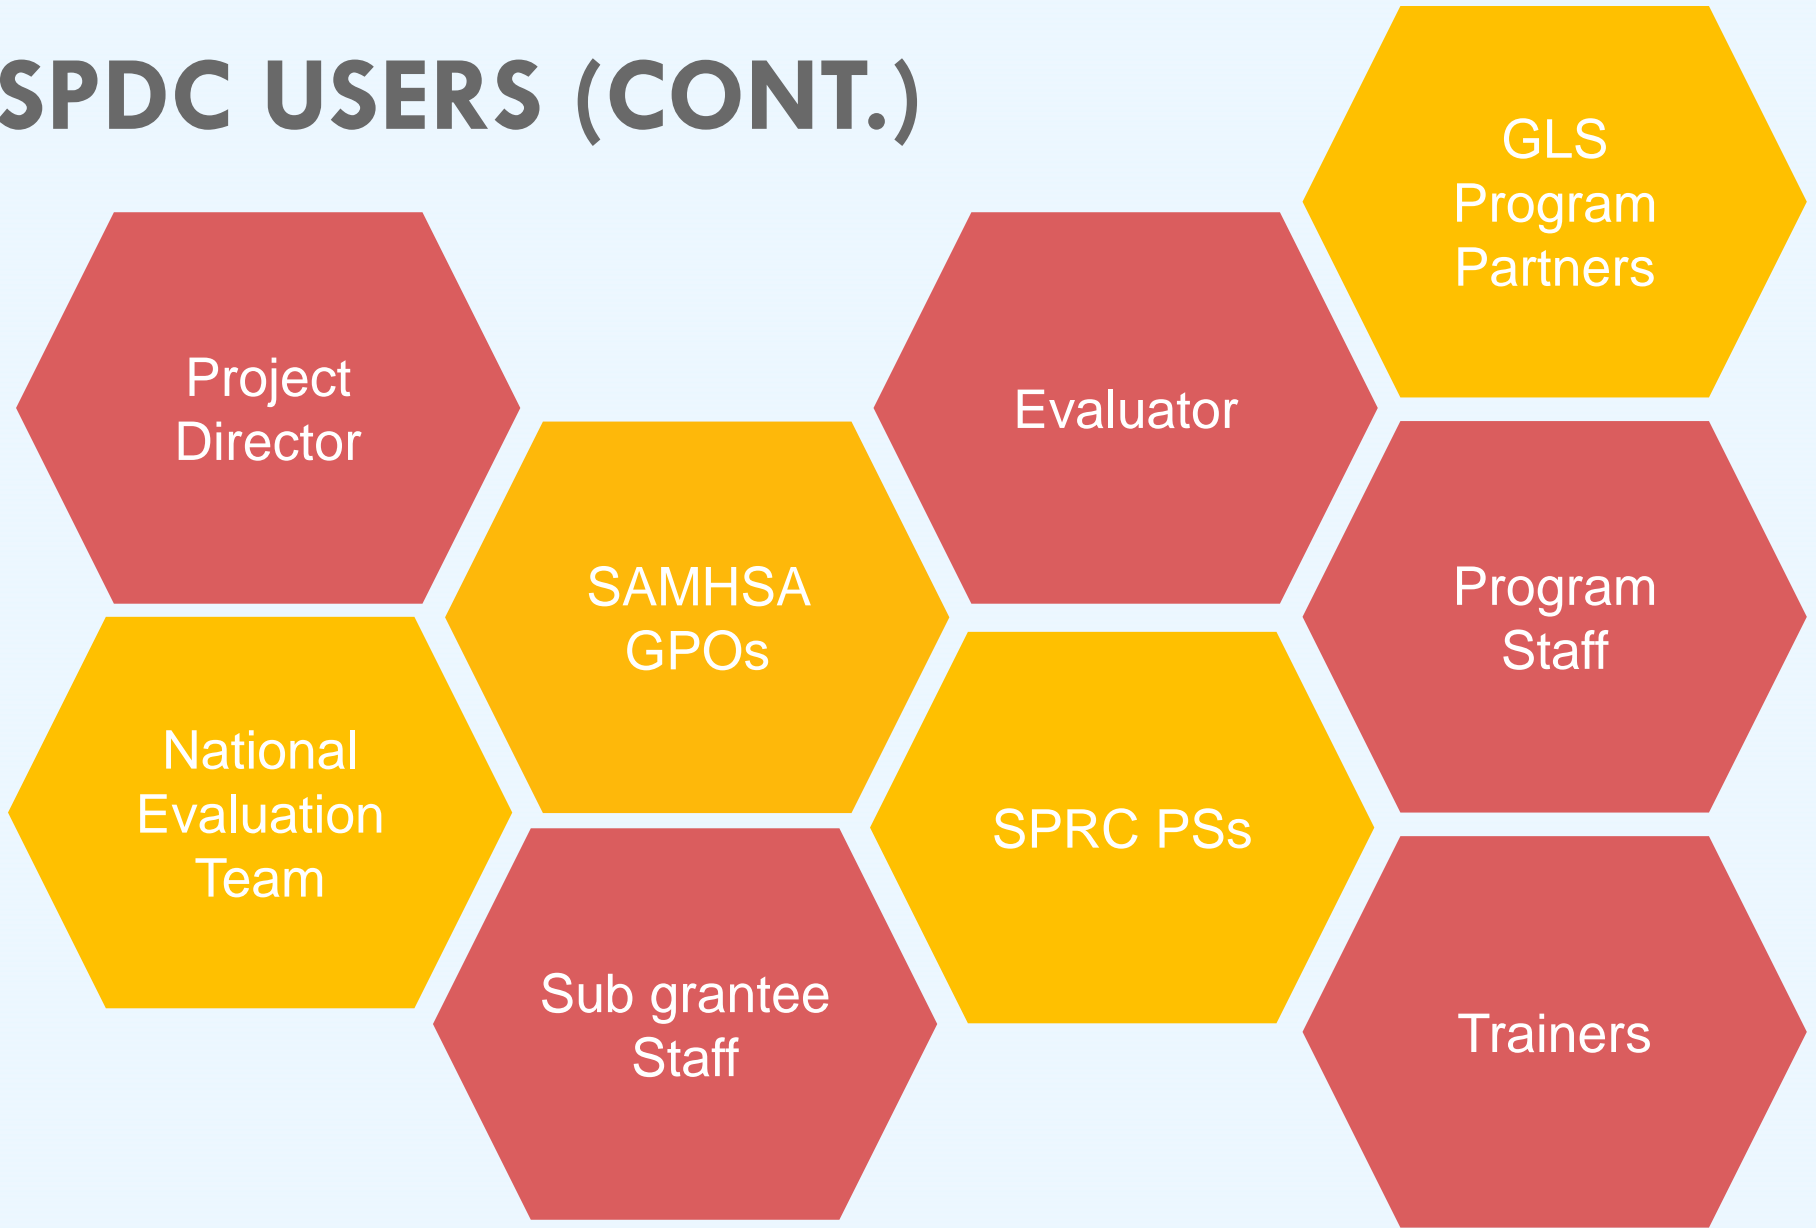 SPDC USERS (CONT.)
GLS
Program
Partners
Project
Director
Evaluator
SAMHSA
GPOs
Program
Staff
National
Evaluation
Team
SPRC PSs
Sub grantee
Staff
Trainers